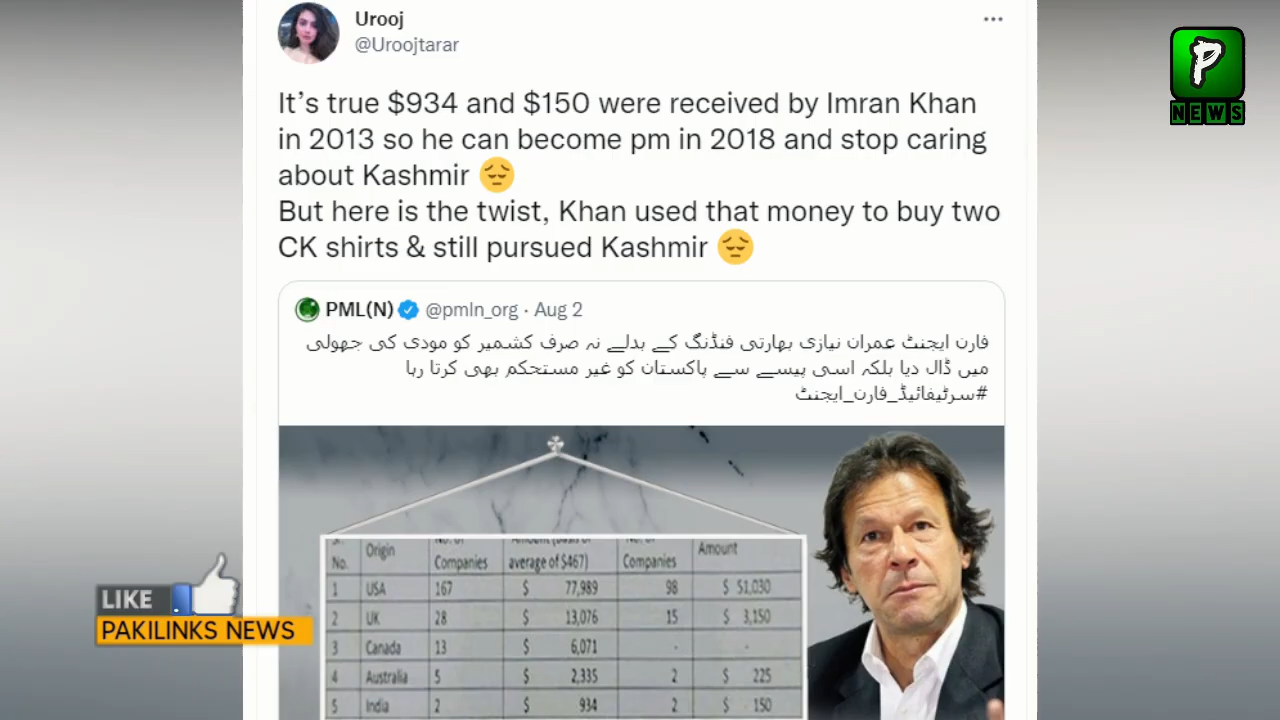 Urooj
@Uroojtarar
It's true $934 and $150 were received by Imran Khan
in 2013 so he can become pm in 2018 and stop caring
about Kashmir 😔
But here is the twist, Khan used that money to buy two
CK shirts & still pursued Kashmir 😔
PML(N) @pmln_org · Aug 2
فارن ایجنٹ عمران نیازی بھارتی فنڈنگ کے بدلے نہ صرف کشمیر کو مودی کی جھولی
میں ڈال دیا بلکہ اسی پیسے سے پاکستان کو غیر مستحکم بھی کرتا رہا
#سرٹیفائیڈ_فارن_ایجنٹ
No. Origin Companies average of $467) Companies Amount
1 USA 167 $ 77,989 98 $ 51,030
2 UK 28 $ 13,076 15 $ 3,150
3 Canada 13 $ 6,071 - -
4 Australia 5 $ 2,335 2 $ 225
5 India 2 $ 934 2 $ 150
P
NEWS
LIKE
PAKILINKS NEWS